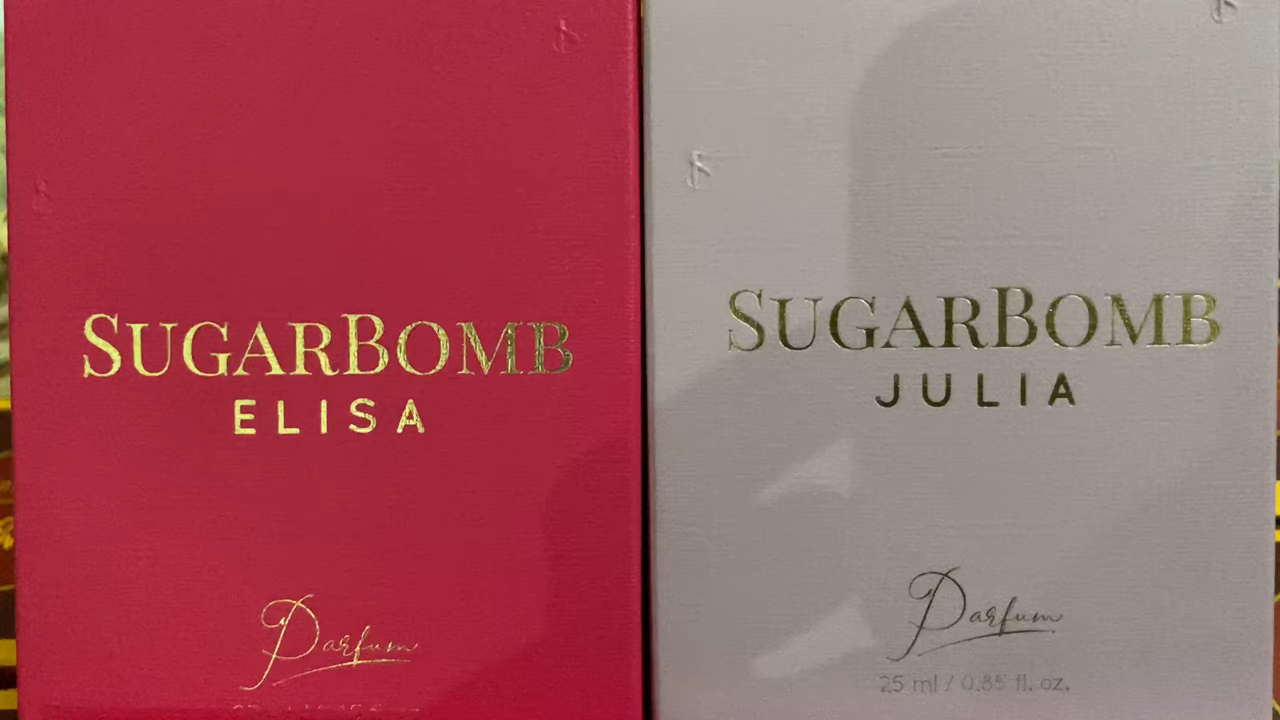 SUGARBOMB
ELISA
Parfum
SUGARBOMB
JULIA
Parfum
25 ml / 0.85 fl. oz.